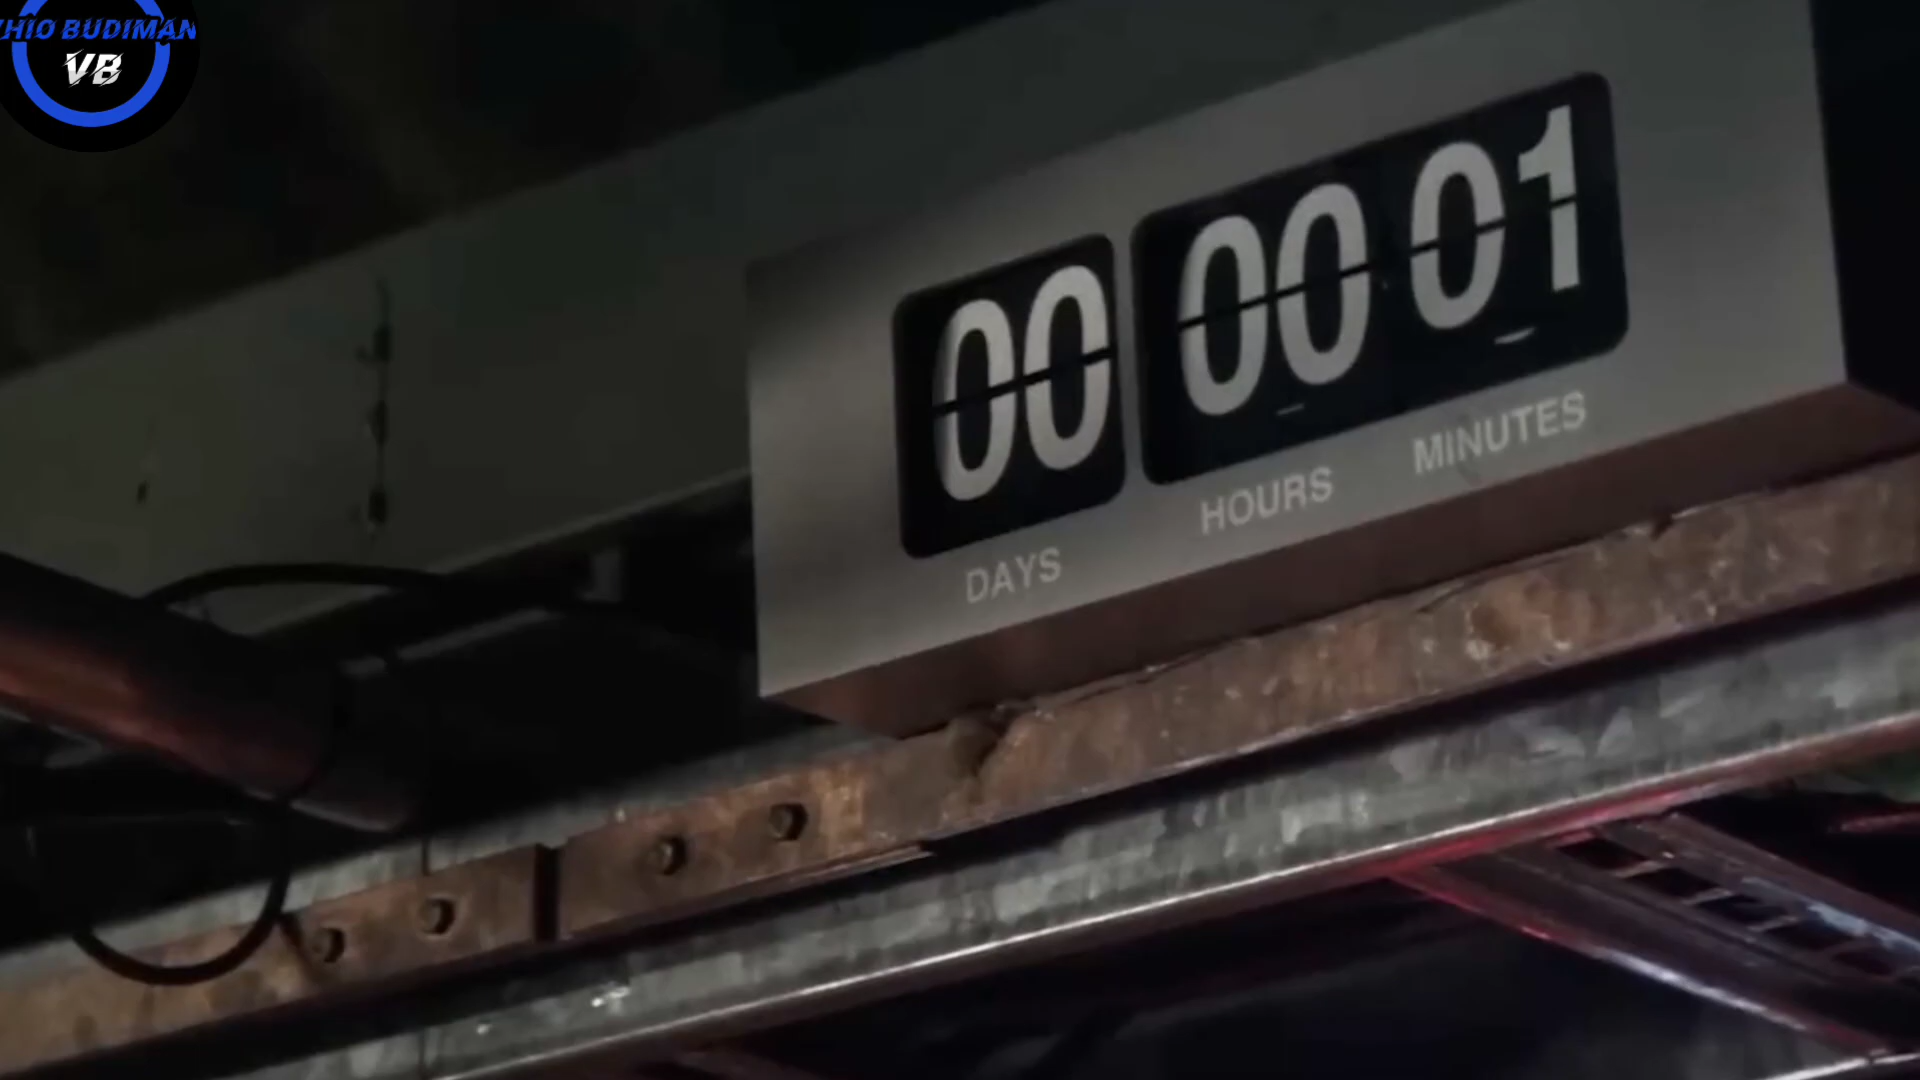 HIO BUDIMAN
VB
00 00 01
DAYS HOURS MINUTES